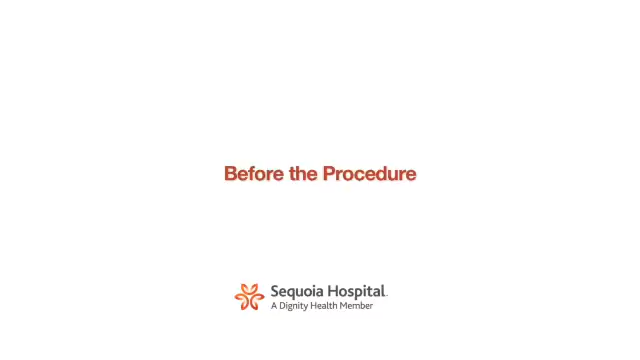 Before the Procedure
Sequoia Hospital
A Dignity Health Member